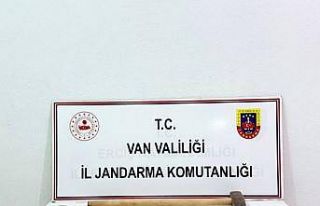 T.C.
VAN VALİLİĞİ
İL JANDARMA KOMUTANLIĞI